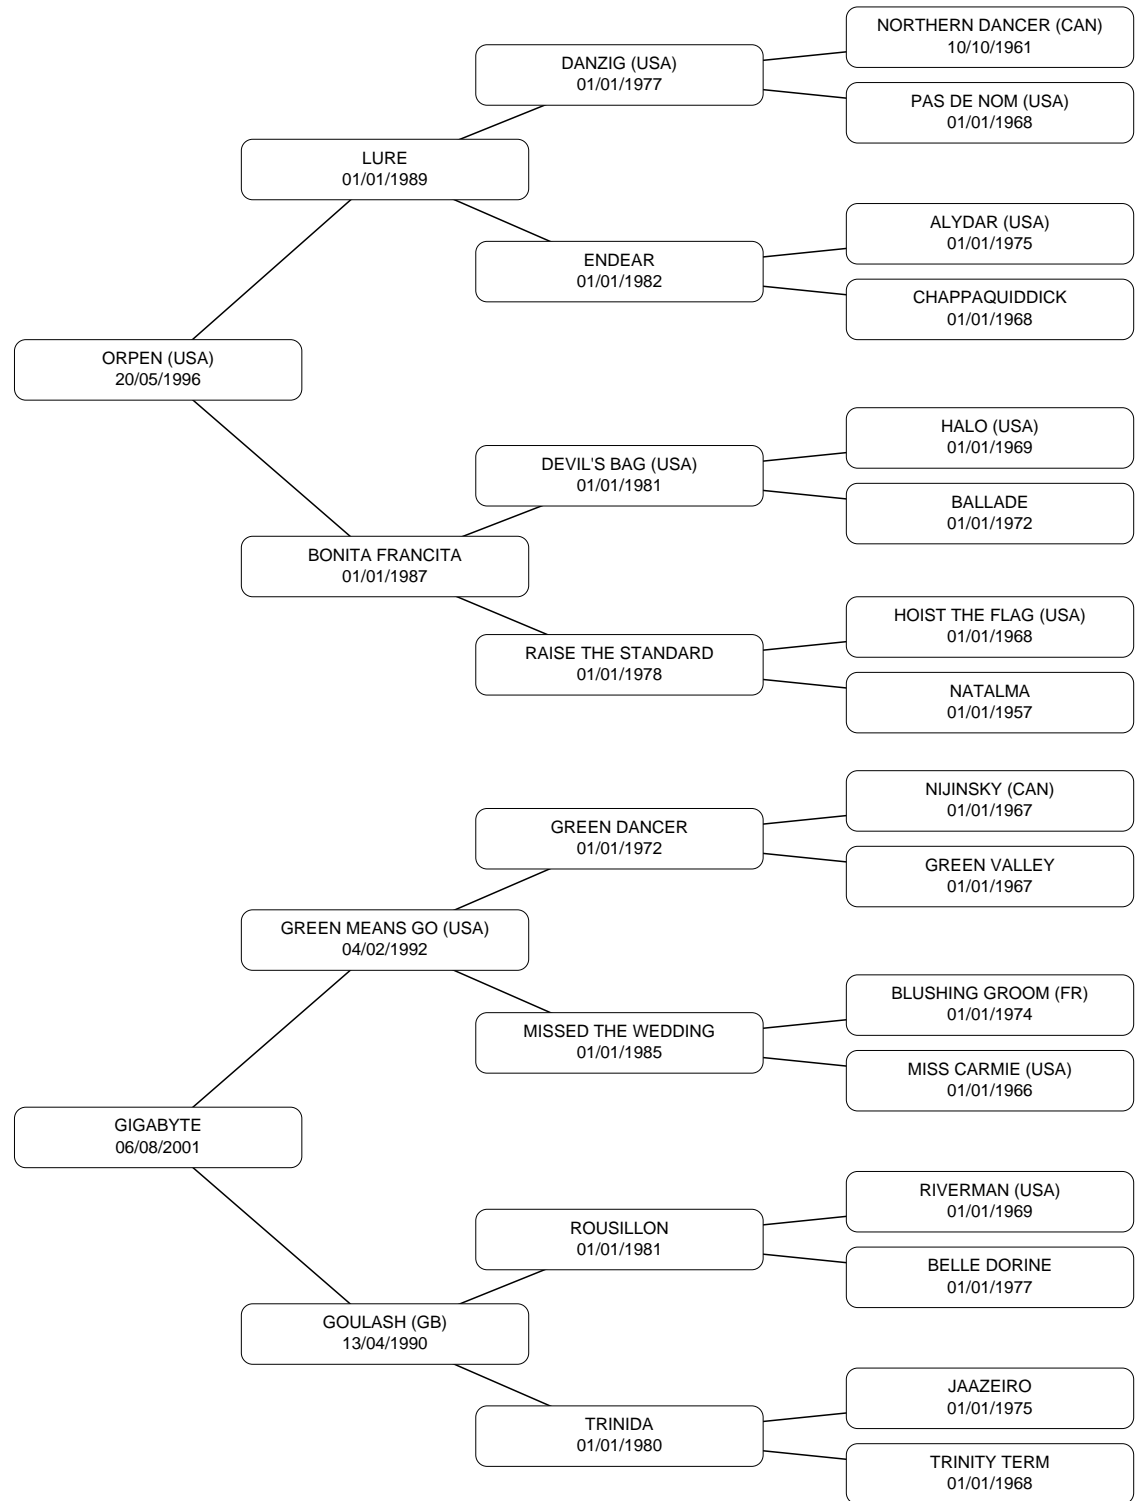 NORTHERN DANCER (CAN)
10/10/1961
DANZIG (USA)
01/01/1977
PAS DE NOM (USA)
01/01/1968
LURE
01/01/1989
ALYDAR (USA)
01/01/1975
ENDEAR
01/01/1982
CHAPPAQUIDDICK
01/01/1968
ORPEN (USA)
20/05/1996
HALO (USA)
01/01/1969
DEVIL'S BAG (USA)
01/01/1981
BALLADE
01/01/1972
BONITA FRANCITA
01/01/1987
HOIST THE FLAG (USA)
01/01/1968
RAISE THE STANDARD
01/01/1978
NATALMA
01/01/1957
NIJINSKY (CAN)
01/01/1967
GREEN DANCER
01/01/1972
GREEN VALLEY
01/01/1967
GREEN MEANS GO (USA)
04/02/1992
BLUSHING GROOM (FR)
01/01/1974
MISSED THE WEDDING
01/01/1985
MISS CARMIE (USA)
01/01/1966
GIGABYTE
06/08/2001
RIVERMAN (USA)
01/01/1969
ROUSILLON
01/01/1981
BELLE DORINE
01/01/1977
GOULASH (GB)
13/04/1990
JAAZEIRO
01/01/1975
TRINIDA
01/01/1980
TRINITY TERM
01/01/1968